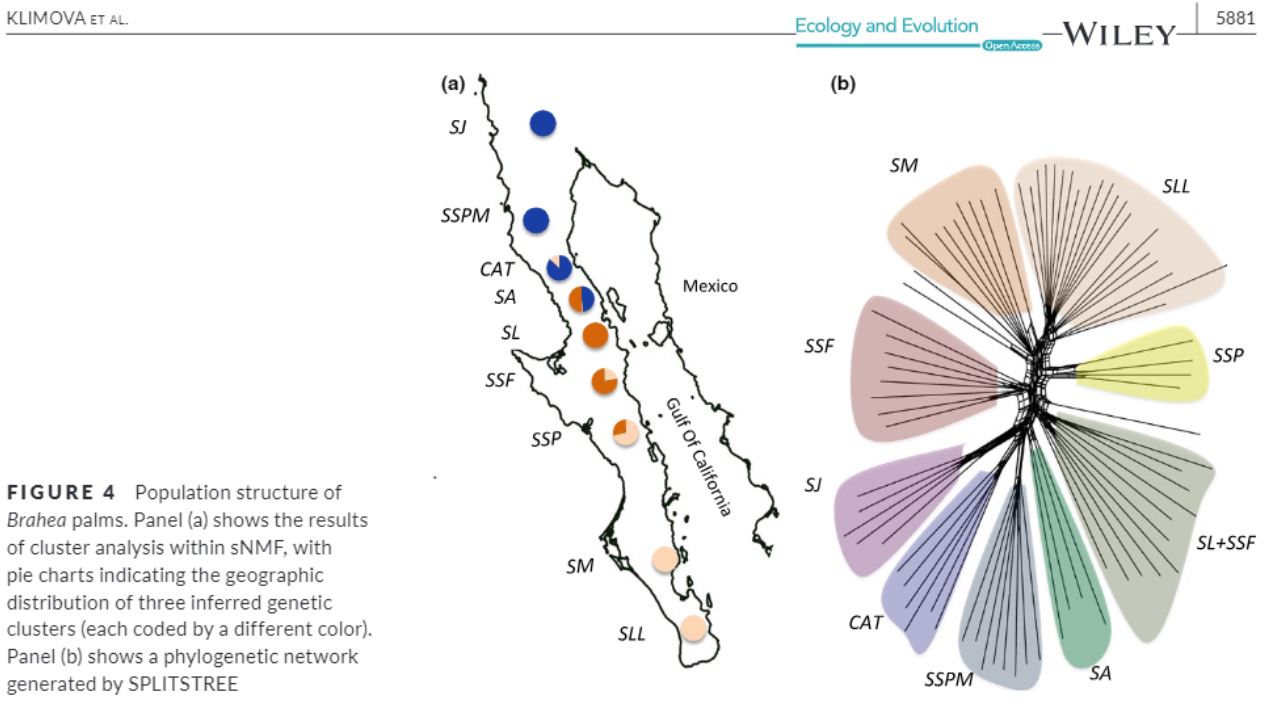 KLIMOVA ET AL.
Ecology and Evolution
Open Access
WILEY
5881
(a)
SJ
SSPM
CAT
SA
SL
SSF
SSP
SM
SLL
Mexico
Gulf Of California
(b)
SM
SLL
SSF
SSP
SJ
SL+SSF
CAT
SSPM
SA
FIGURE 4 Population structure of
Brahea palms. Panel (a) shows the results
of cluster analysis within sNMF, with
pie charts indicating the geographic
distribution of three inferred genetic
clusters (each coded by a different color).
Panel (b) shows a phylogenetic network
generated by SPLITSTREE